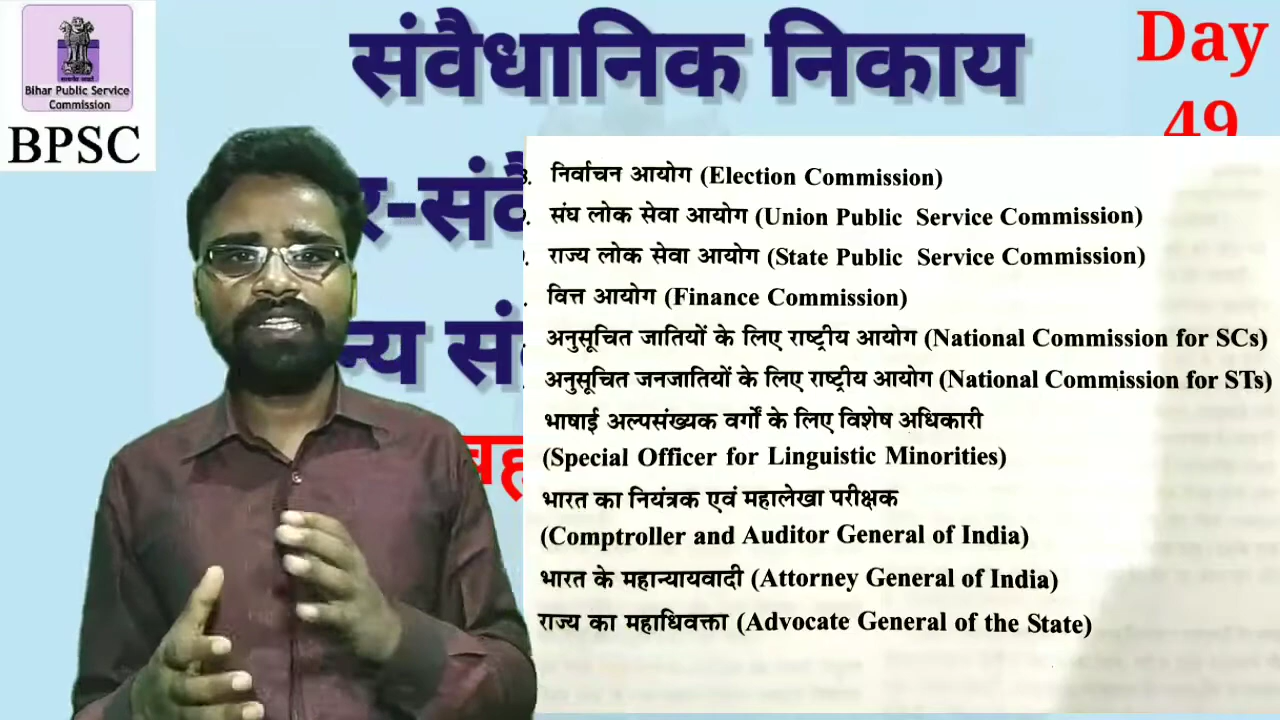 संवैधानिक निकाय
Day
49
Bihar Public Service
Commission
BPSC
निर्वाचन आयोग (Election Commission)
संघ लोक सेवा आयोग (Union Public Service Commission)
राज्य लोक सेवा आयोग (State Public Service Commission)
वित्त आयोग (Finance Commission)
अनुसूचित जातियों के लिए राष्ट्रीय आयोग (National Commission for SCs)
अनुसूचित जनजातियों के लिए राष्ट्रीय आयोग (National Commission for STs)
भाषाई अल्पसंख्यक वर्गों के लिए विशेष अधिकारी
(Special Officer for Linguistic Minorities)
भारत का नियंत्रक एवं महालेखा परीक्षक
(Comptroller and Auditor General of India)
भारत के महान्यायवादी (Attorney General of India)
राज्य का महाधिवक्ता (Advocate General of the State)